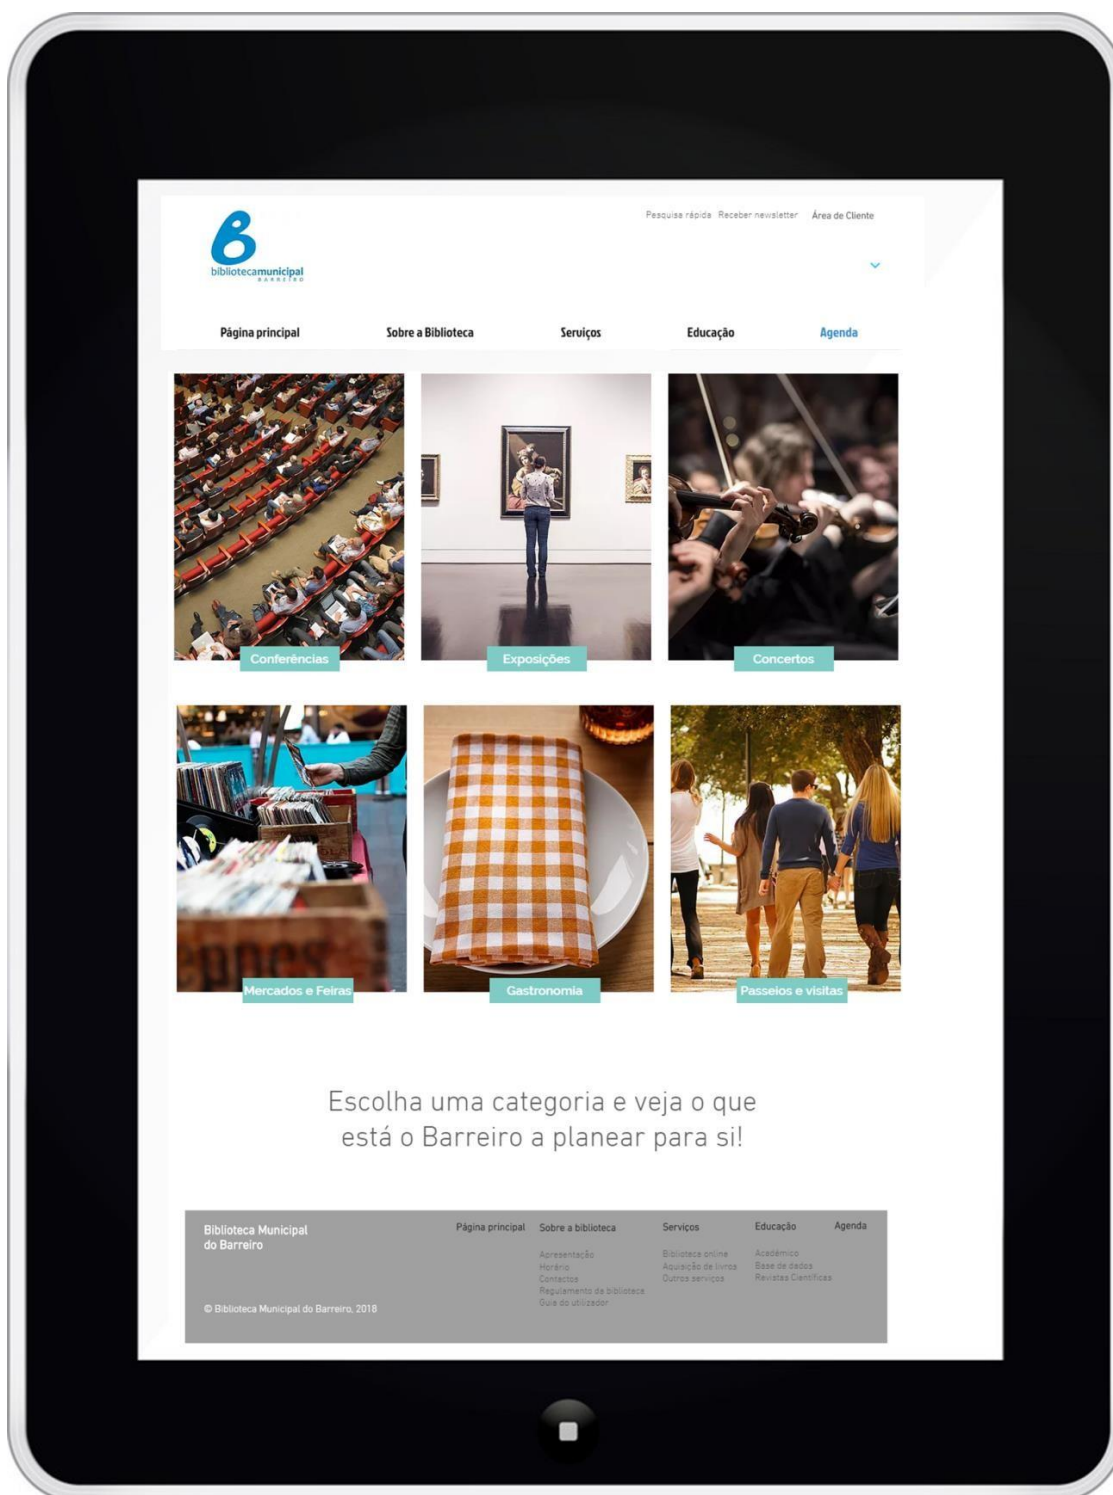 bibliotecamunicipal
BARREIRO
Pesquisa rápida Receber newsletter Área de Cliente
Página principal Sobre a Biblioteca Serviços Educação Agenda
Conferências Exposições Concertos
Mercados e Feiras Gastronomia Passeios e visitas
Escolha uma categoria e veja o que
está o Barreiro a planear para si!
Biblioteca Municipal
do Barreiro
© Biblioteca Municipal do Barreiro, 2018
Página principal
Sobre a biblioteca
Apresentação
Horário
Contactos
Regulamento da biblioteca
Guia do utilizador
Serviços
Biblioteca online
Aquisição de livros
Outros serviços
Educação
Académico
Base de dados
Revistas Científicas
Agenda